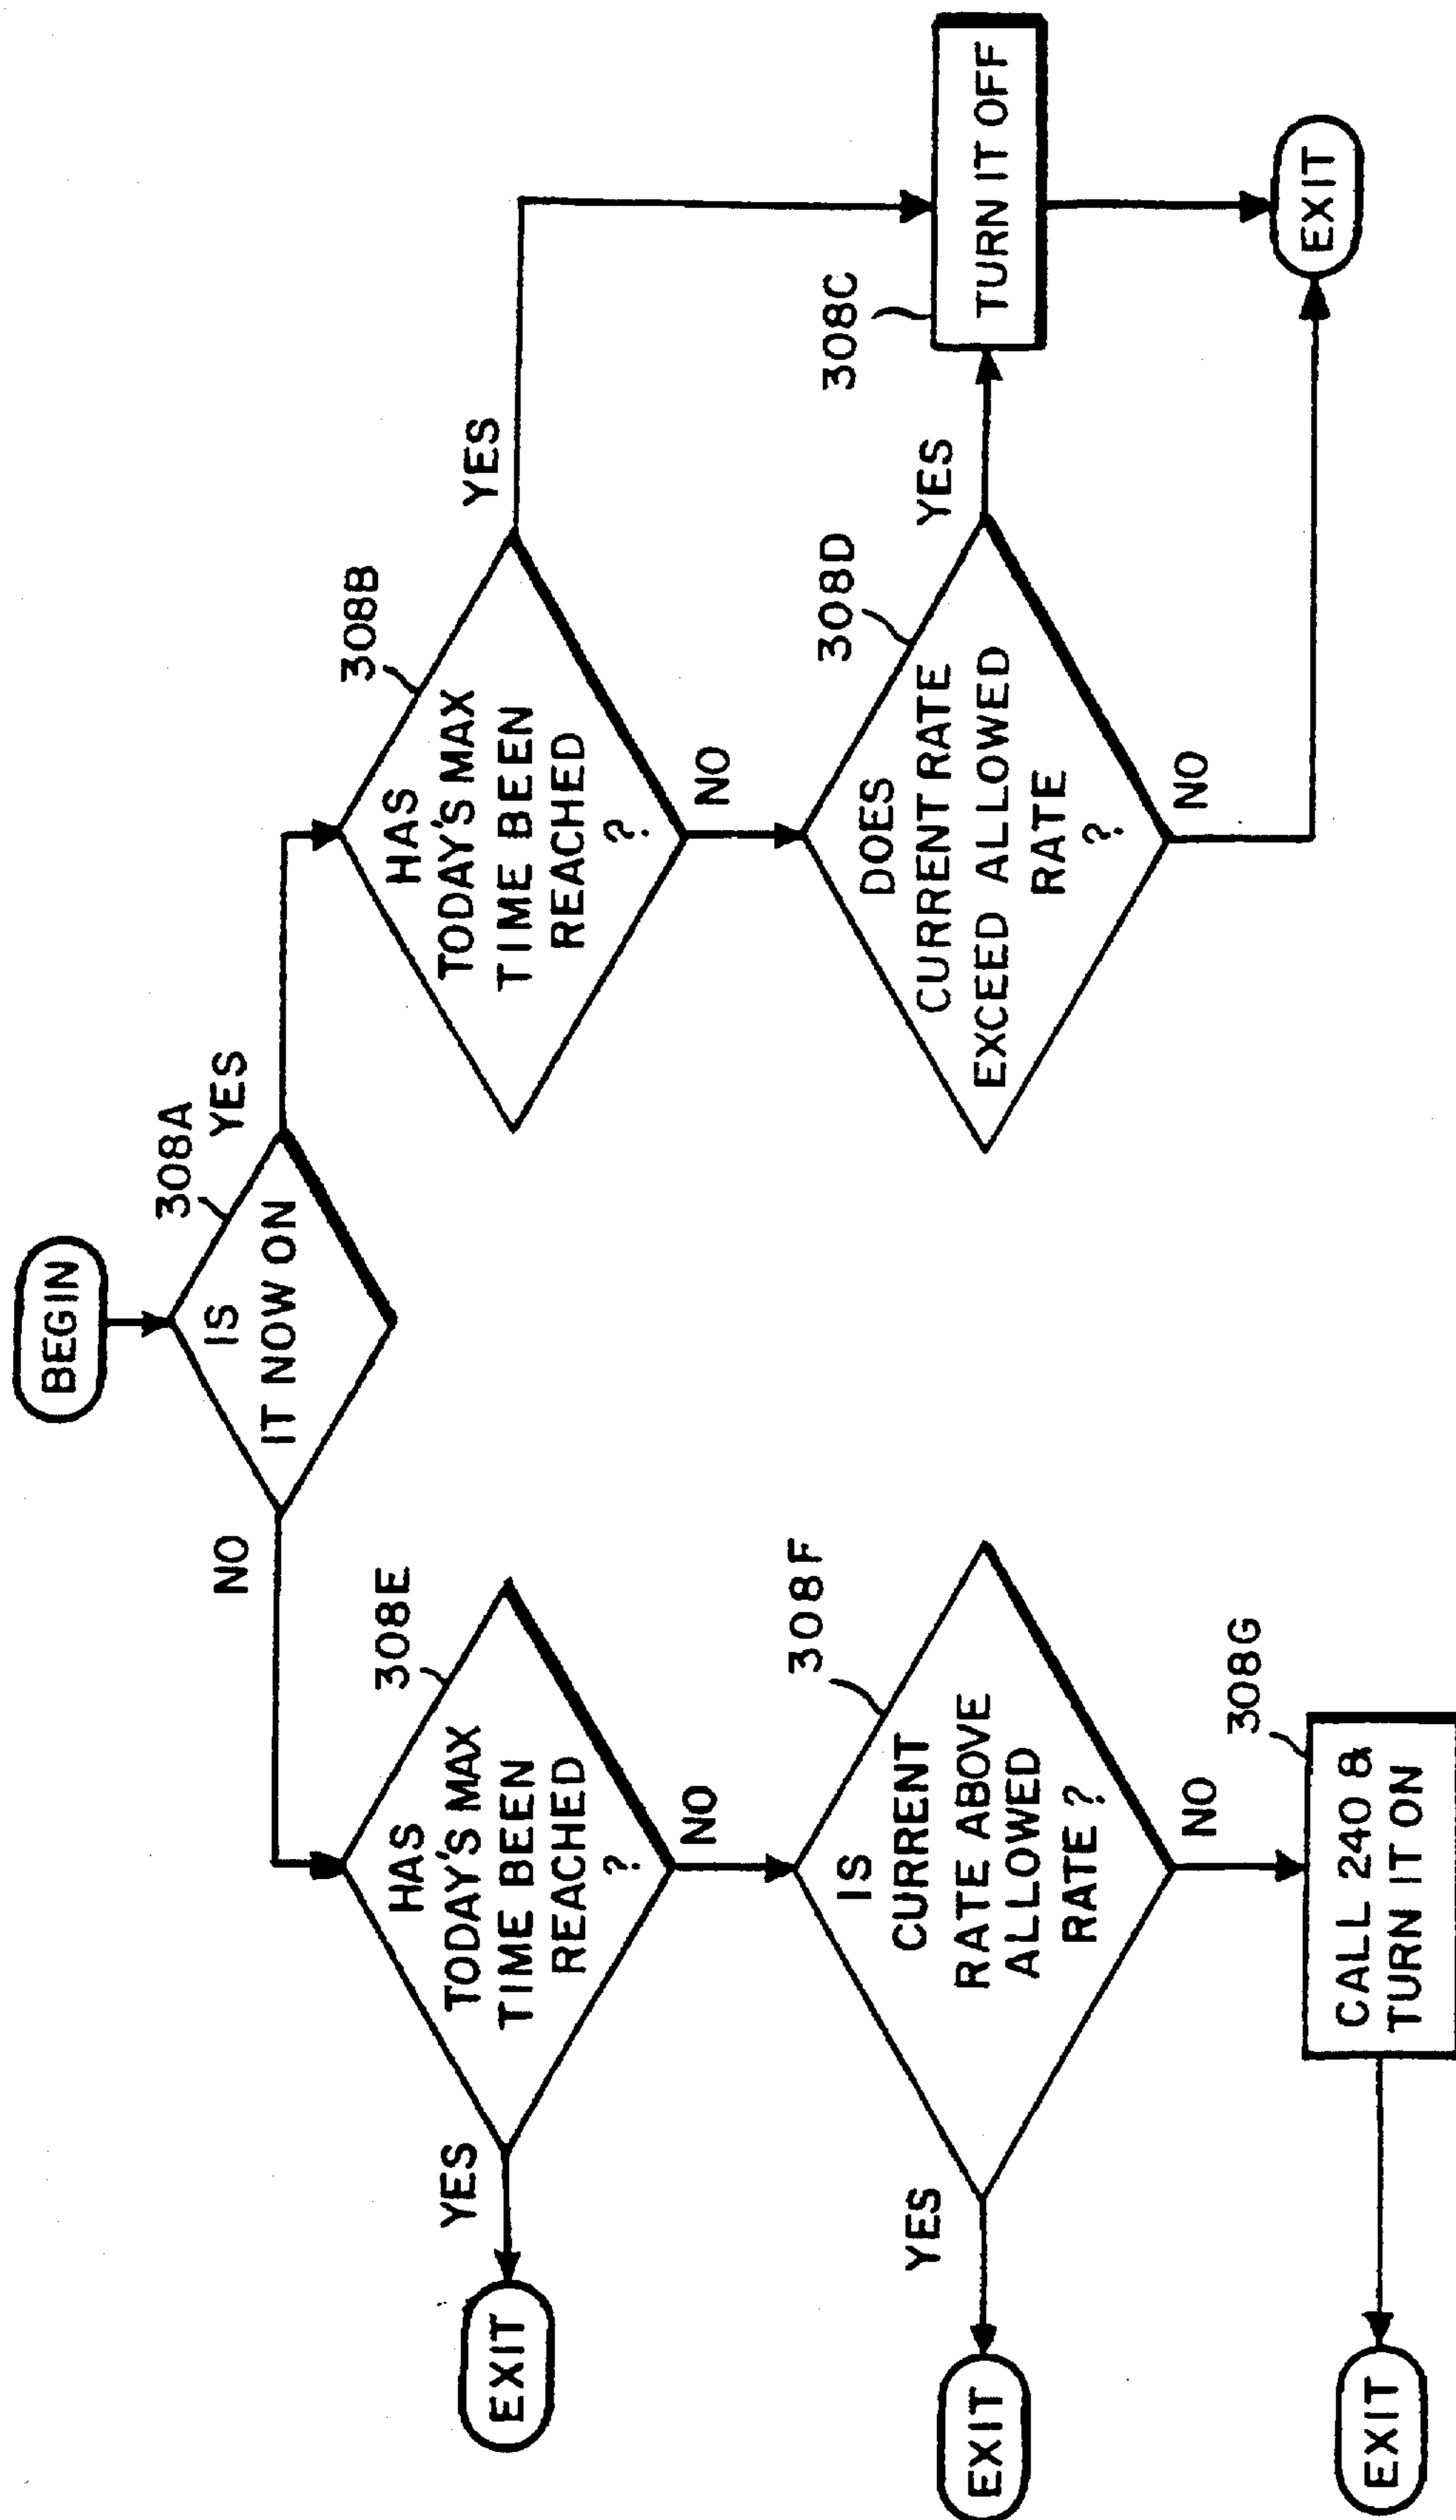 BEGIN
308A
IS
IT NOW ON
NO
YES
308E
HAS
TODAY'S MAX
TIME BEEN
REACHED
?
YES
EXIT
NO
308F
IS
CURRENT
RATE ABOVE
ALLOWED
RATE ?
YES
EXIT
NO
308G
CALL 240 &
TURN IT ON
EXIT
308B
HAS
TODAY'S MAX
TIME BEEN
REACHED
?
YES
NO
308D
DOES
CURRENT RATE
EXCEED ALLOWED
RATE
?
YES
NO
308C
TURN IT OFF
EXIT